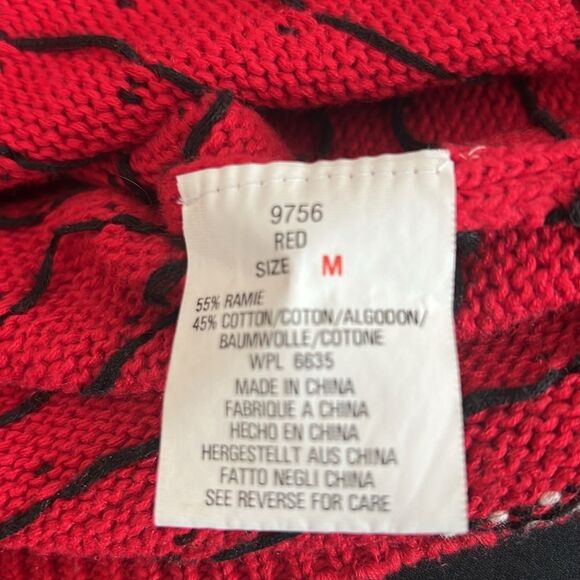 9756
RED
SIZE M
55% RAMIE
45% COTTON/COTON/ALGODON/
BAUMWOLLE/COTONE
WPL 6635
MADE IN CHINA
FABRIQUE A CHINA
HECHO EN CHINA
HERGESTELLT AUS CHINA
FATTO NEGLI CHINA
SEE REVERSE FOR CARE